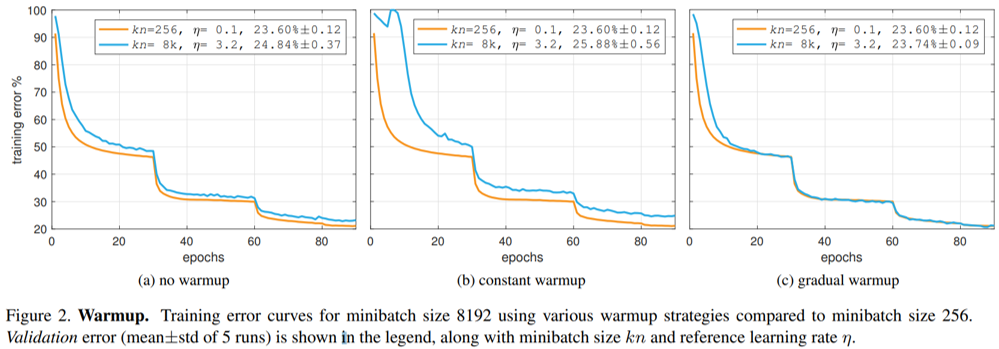 training error %
100
90
80
70
60
50
40
30
20
0
20
40
60
80
epochs
kn=256, η= 0.1, 23.60%±0.12
kn= 8k, η= 3.2, 24.84%±0.37
(a) no warmup
0
20
40
60
80
epochs
kn=256, η= 0.1, 23.60%±0.12
kn= 8k, η= 3.2, 25.88%±0.56
(b) constant warmup
0
20
40
60
80
epochs
kn=256, η= 0.1, 23.60%±0.12
kn= 8k, η= 3.2, 23.74%±0.09
(c) gradual warmup
Figure 2. Warmup. Training error curves for minibatch size 8192 using various warmup strategies compared to minibatch size 256.
Validation error (mean±std of 5 runs) is shown in the legend, along with minibatch size kn and reference learning rate η.